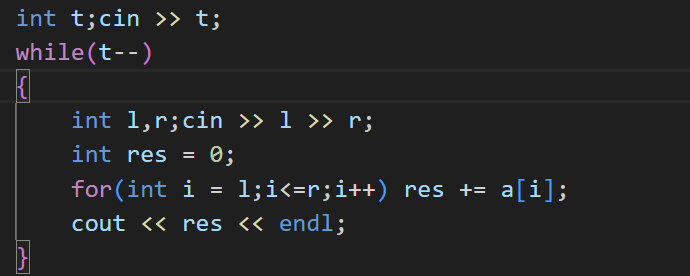 int t;cin >> t;
while(t--)
{
    int l,r;cin >> l >> r;
    int res = 0;
    for(int i = l;i<=r;i++) res += a[i];
    cout << res << endl;
}